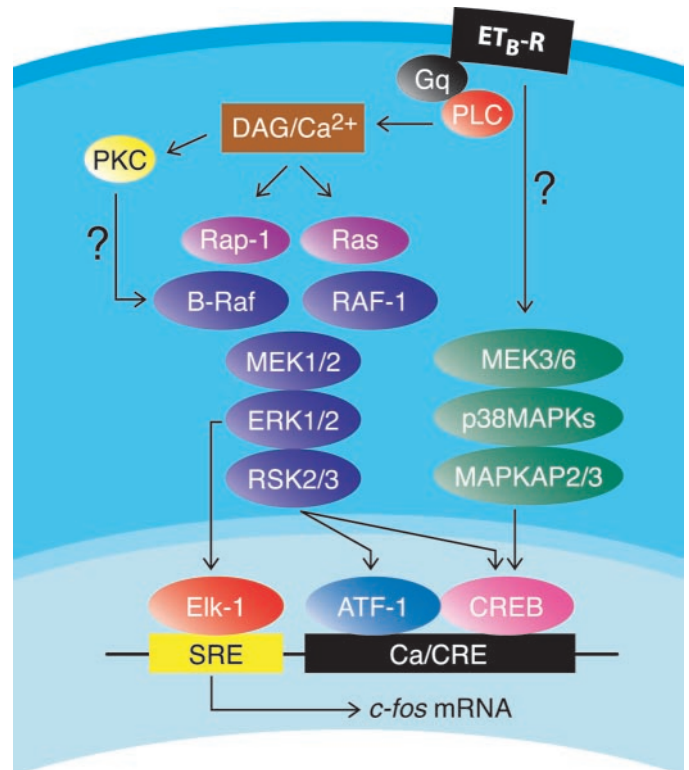 ETB-R
Gq
PLC
DAG/Ca2+
PKC
?
?
Rap-1
Ras
B-Raf
RAF-1
MEK1/2
MEK3/6
ERK1/2
p38MAPKs
RSK2/3
MAPKAP2/3
Elk-1
ATF-1
CREB
SRE
Ca/CRE
c-fos mRNA